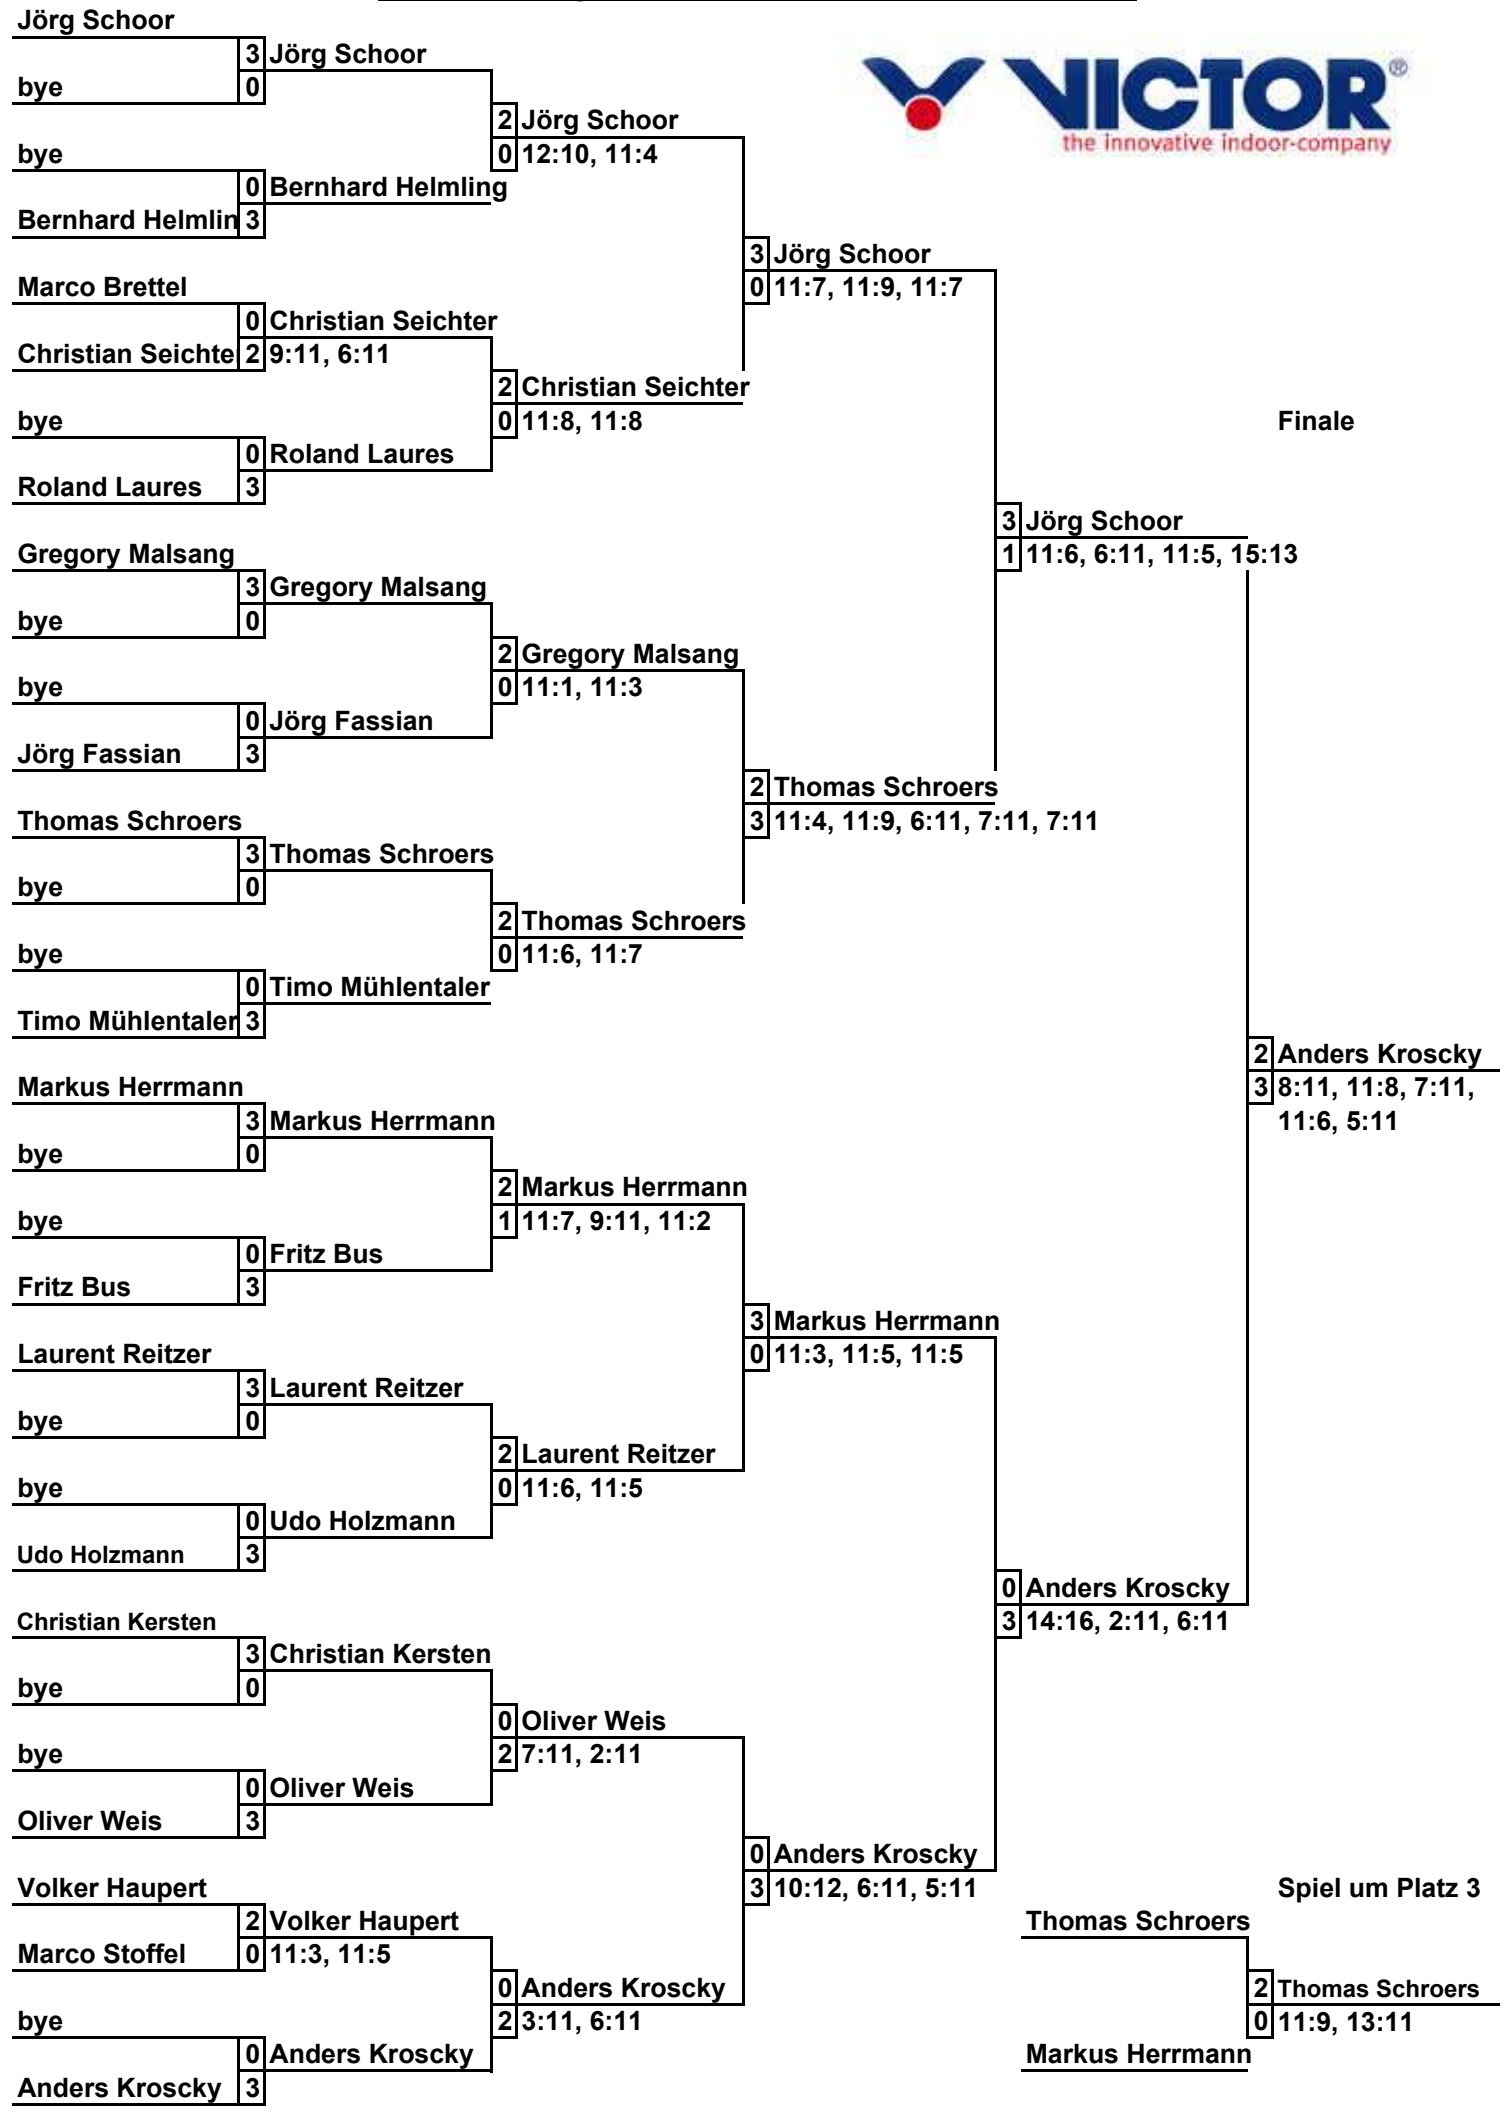 Jörg Schoor
3 Jörg Schoor
bye 0
2 Jörg Schoor
bye
0 12:10, 11:4
0 Bernhard Helmling
Bernhard Helmlin 3
VICTOR®
the innovative indoor-company
3 Jörg Schoor
Marco Brettel
0 11:7, 11:9, 11:7
0 Christian Seichter
Christian Seichte 2 9:11, 6:11
2 Christian Seichter
bye
0 11:8, 11:8
Finale
0 Roland Laures
Roland Laures 3
3 Jörg Schoor
Gregory Malsang
1 11:6, 6:11, 11:5, 15:13
3 Gregory Malsang
bye 0
2 Gregory Malsang
bye
0 11:1, 11:3
0 Jörg Fassian
Jörg Fassian 3
2 Thomas Schroers
Thomas Schroers
3 11:4, 11:9, 6:11, 7:11, 7:11
3 Thomas Schroers
bye 0
2 Thomas Schroers
bye
0 11:6, 11:7
0 Timo Mühlentaler
Timo Mühlentaler 3
2 Anders Kroscky
Markus Herrmann
3 8:11, 11:8, 7:11,
3 Markus Herrmann
11:6, 5:11
bye 0
2 Markus Herrmann
bye
1 11:7, 9:11, 11:2
0 Fritz Bus
Fritz Bus 3
3 Markus Herrmann
Laurent Reitzer
0 11:3, 11:5, 11:5
3 Laurent Reitzer
bye 0
2 Laurent Reitzer
bye
0 11:6, 11:5
0 Udo Holzmann
Udo Holzmann 3
0 Anders Kroscky
Christian Kersten
3 14:16, 2:11, 6:11
3 Christian Kersten
bye 0
0 Oliver Weis
bye
2 7:11, 2:11
0 Oliver Weis
Oliver Weis 3
0 Anders Kroscky
Volker Haupert
3 10:12, 6:11, 5:11
Spiel um Platz 3
2 Volker Haupert
Thomas Schroers
Marco Stoffel 0 11:3, 11:5
0 Anders Kroscky
2 Thomas Schroers
bye
2 3:11, 6:11
0 11:9, 13:11
0 Anders Kroscky
Markus Herrmann
Anders Kroscky 3